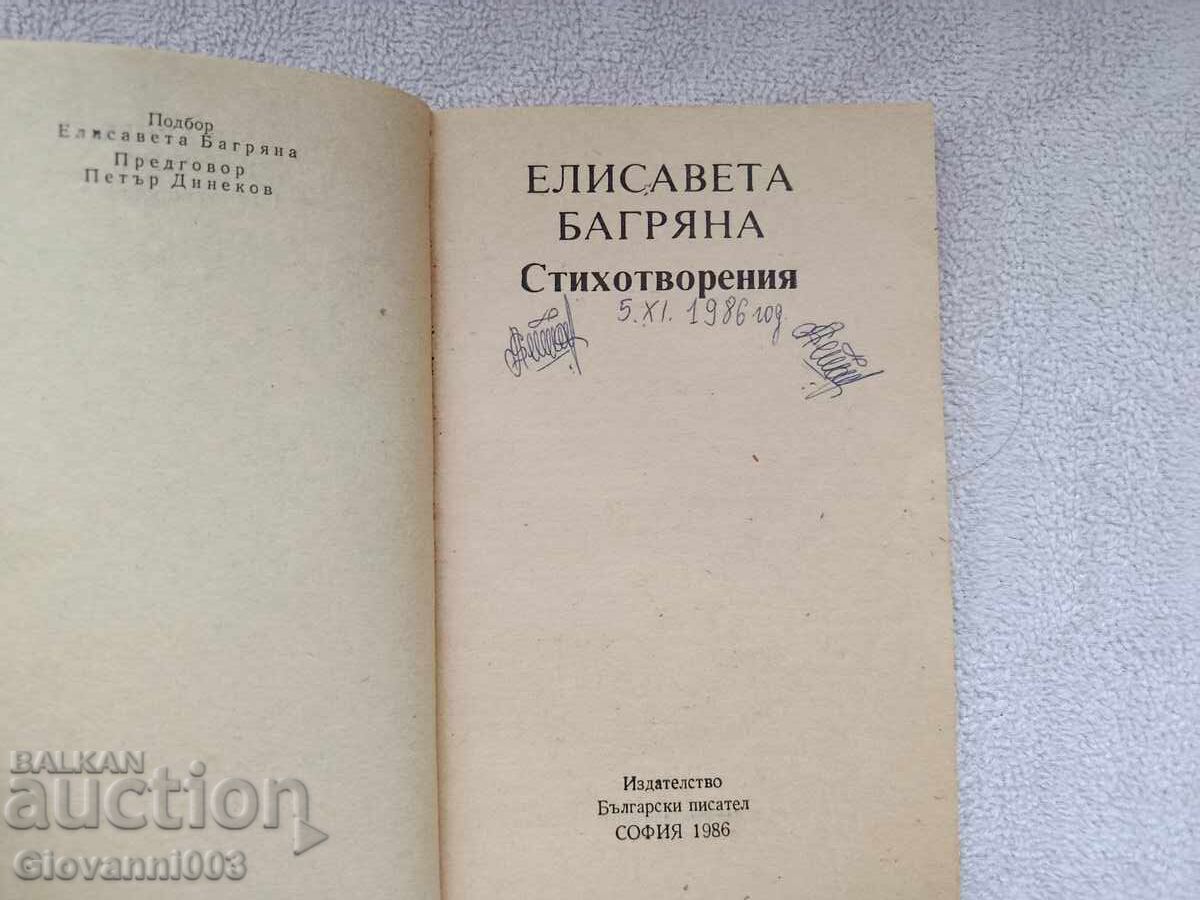 Подбор
Елисавета Багряна
Предговор
Петър Динеков
ЕЛИСАВЕТА
БАГРЯНА
Стихотворения
5. XI. 1986 год.
Издателство
Български писател
СОФИЯ 1986
BALKAN
auction
Giovanni003